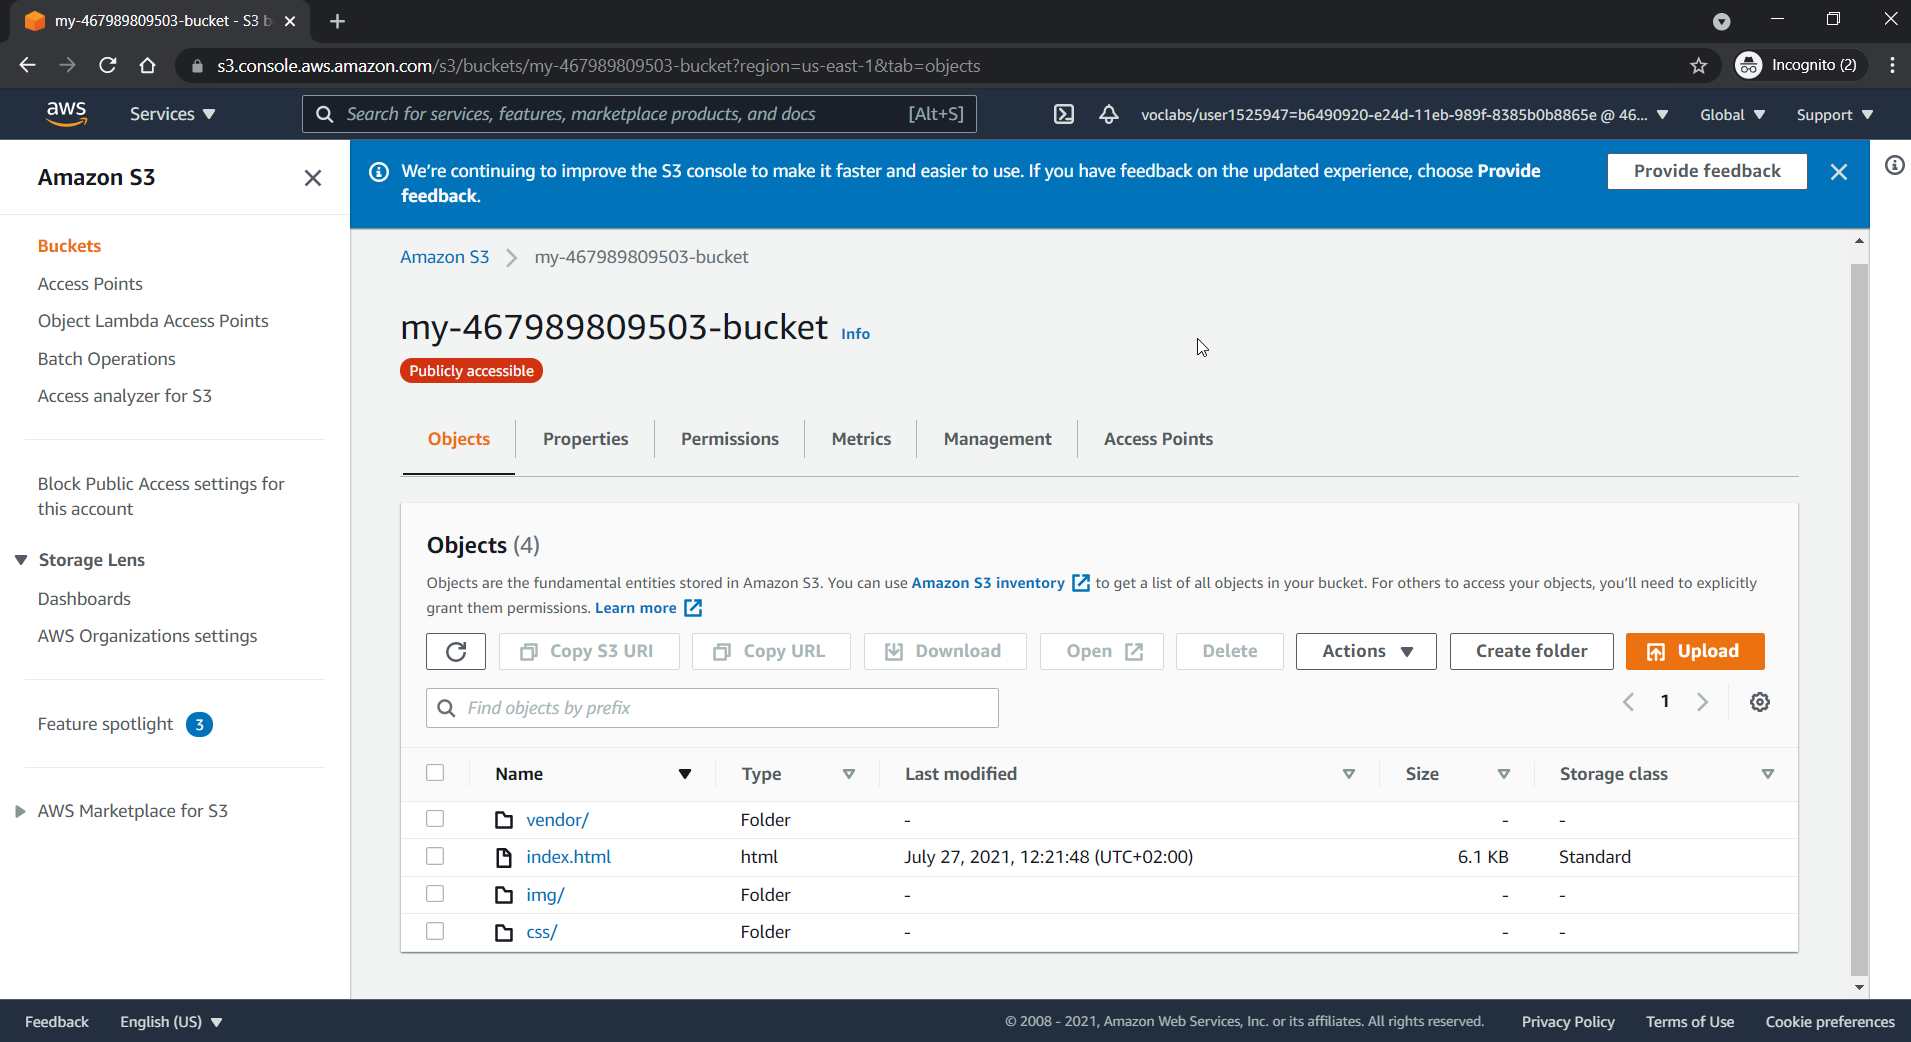 my-467989809503-bucket - S3 b
s3.console.aws.amazon.com/s3/buckets/my-467989809503-bucket?region=us-east-1&tab=objects
Incognito (2)
aws
Services
Search for services, features, marketplace products, and docs
[Alt+S]
voclabs/user1525947=b6490920-e24d-11eb-989f-8385b0b8865e @ 46...
Global
Support
Amazon S3
Buckets
Access Points
Object Lambda Access Points
Batch Operations
Access analyzer for S3
Block Public Access settings for
this account
Storage Lens
Dashboards
AWS Organizations settings
Feature spotlight 3
AWS Marketplace for S3
We're continuing to improve the S3 console to make it faster and easier to use. If you have feedback on the updated experience, choose Provide
feedback.
Provide feedback
Amazon S3
my-467989809503-bucket
my-467989809503-bucket Info
Publicly accessible
Objects
Properties
Permissions
Metrics
Management
Access Points
Objects (4)
Objects are the fundamental entities stored in Amazon S3. You can use Amazon S3 inventory to get a list of all objects in your bucket. For others to access your objects, you'll need to explicitly
grant them permissions. Learn more
Copy S3 URI
Copy URL
Download
Open
Delete
Actions
Create folder
Upload
Find objects by prefix
1
Name Type Last modified Size Storage class
vendor/ Folder - - -
index.html html July 27, 2021, 12:21:48 (UTC+02:00) 6.1 KB Standard
img/ Folder - - -
css/ Folder - - -
Feedback
English (US)
© 2008 - 2021, Amazon Web Services, Inc. or its affiliates. All rights reserved.
Privacy Policy
Terms of Use
Cookie preferences